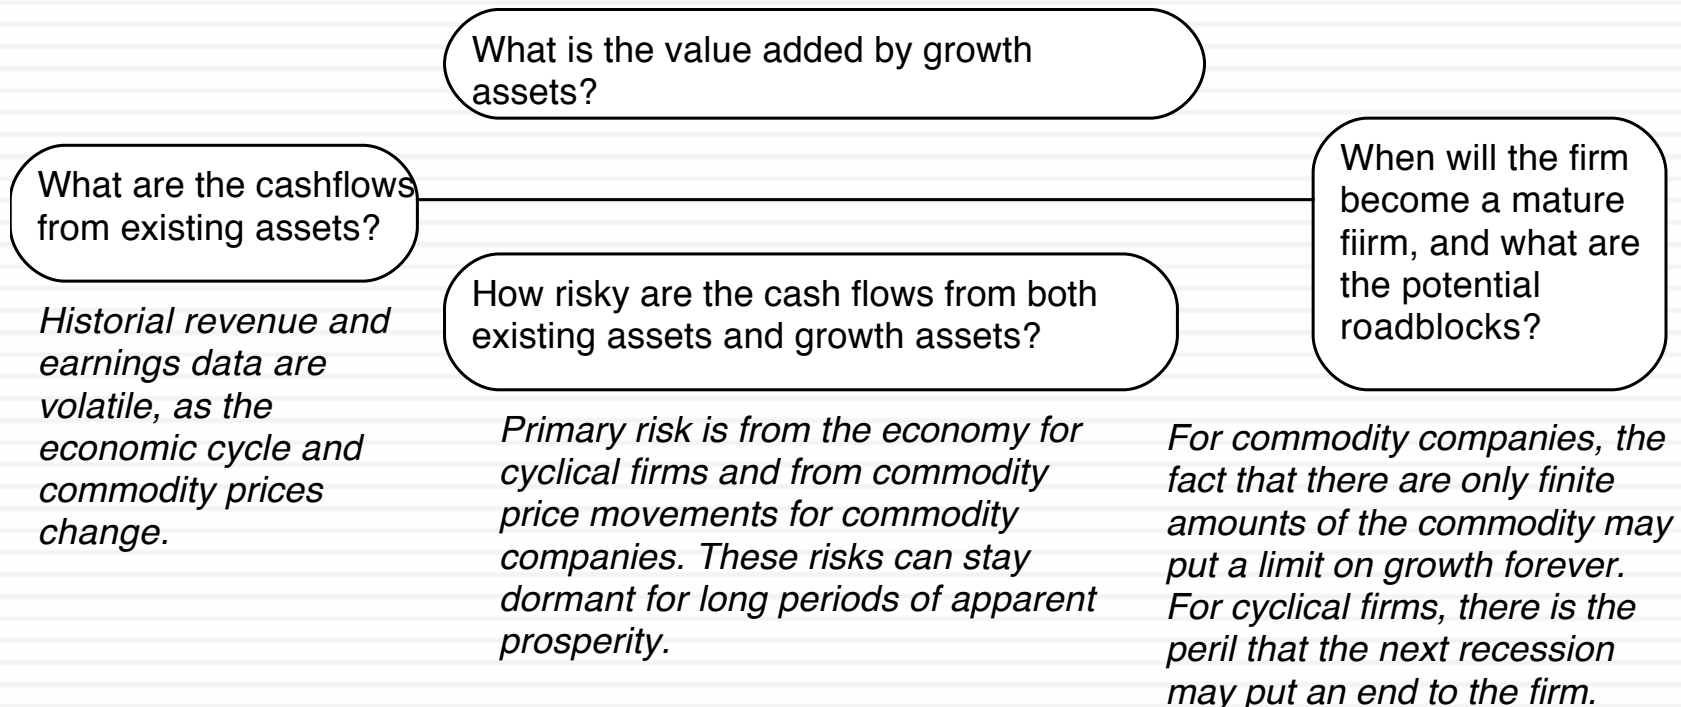 What is the value added by growth
assets?
What are the cashflows
from existing assets?
Historial revenue and
earnings data are
volatile, as the
economic cycle and
commodity prices
change.
How risky are the cash flows from both
existing assets and growth assets?
Primary risk is from the economy for
cyclical firms and from commodity
price movements for commodity
companies. These risks can stay
dormant for long periods of apparent
prosperity.
When will the firm
become a mature
fiirm, and what are
the potential
roadblocks?
For commodity companies, the
fact that there are only finite
amounts of the commodity may
put a limit on growth forever.
For cyclical firms, there is the
peril that the next recession
may put an end to the firm.